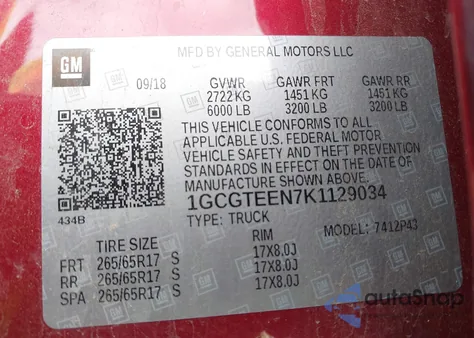 GM
MFD BY GENERAL MOTORS LLC
09/18 GVWR GAWR FRT GAWR RR
2722 KG 1451 KG 1451 KG
6000 LB 3200 LB 3200 LB
THIS VEHICLE CONFORMS TO ALL
APPLICABLE U.S. FEDERAL MOTOR
VEHICLE SAFETY AND THEFT PREVENTION
STANDARDS IN EFFECT ON THE DATE OF
MANUFACTURE SHOWN ABOVE.
434B
1GCGTEEN7K1129034
TYPE: TRUCK MODEL: 7412P43
TIRE SIZE RIM
FRT 265/65R17 S 17X8.0J
RR 265/65R17 S 17X8.0J
SPA 265/65R17 S 17X8.0J
autoSnap